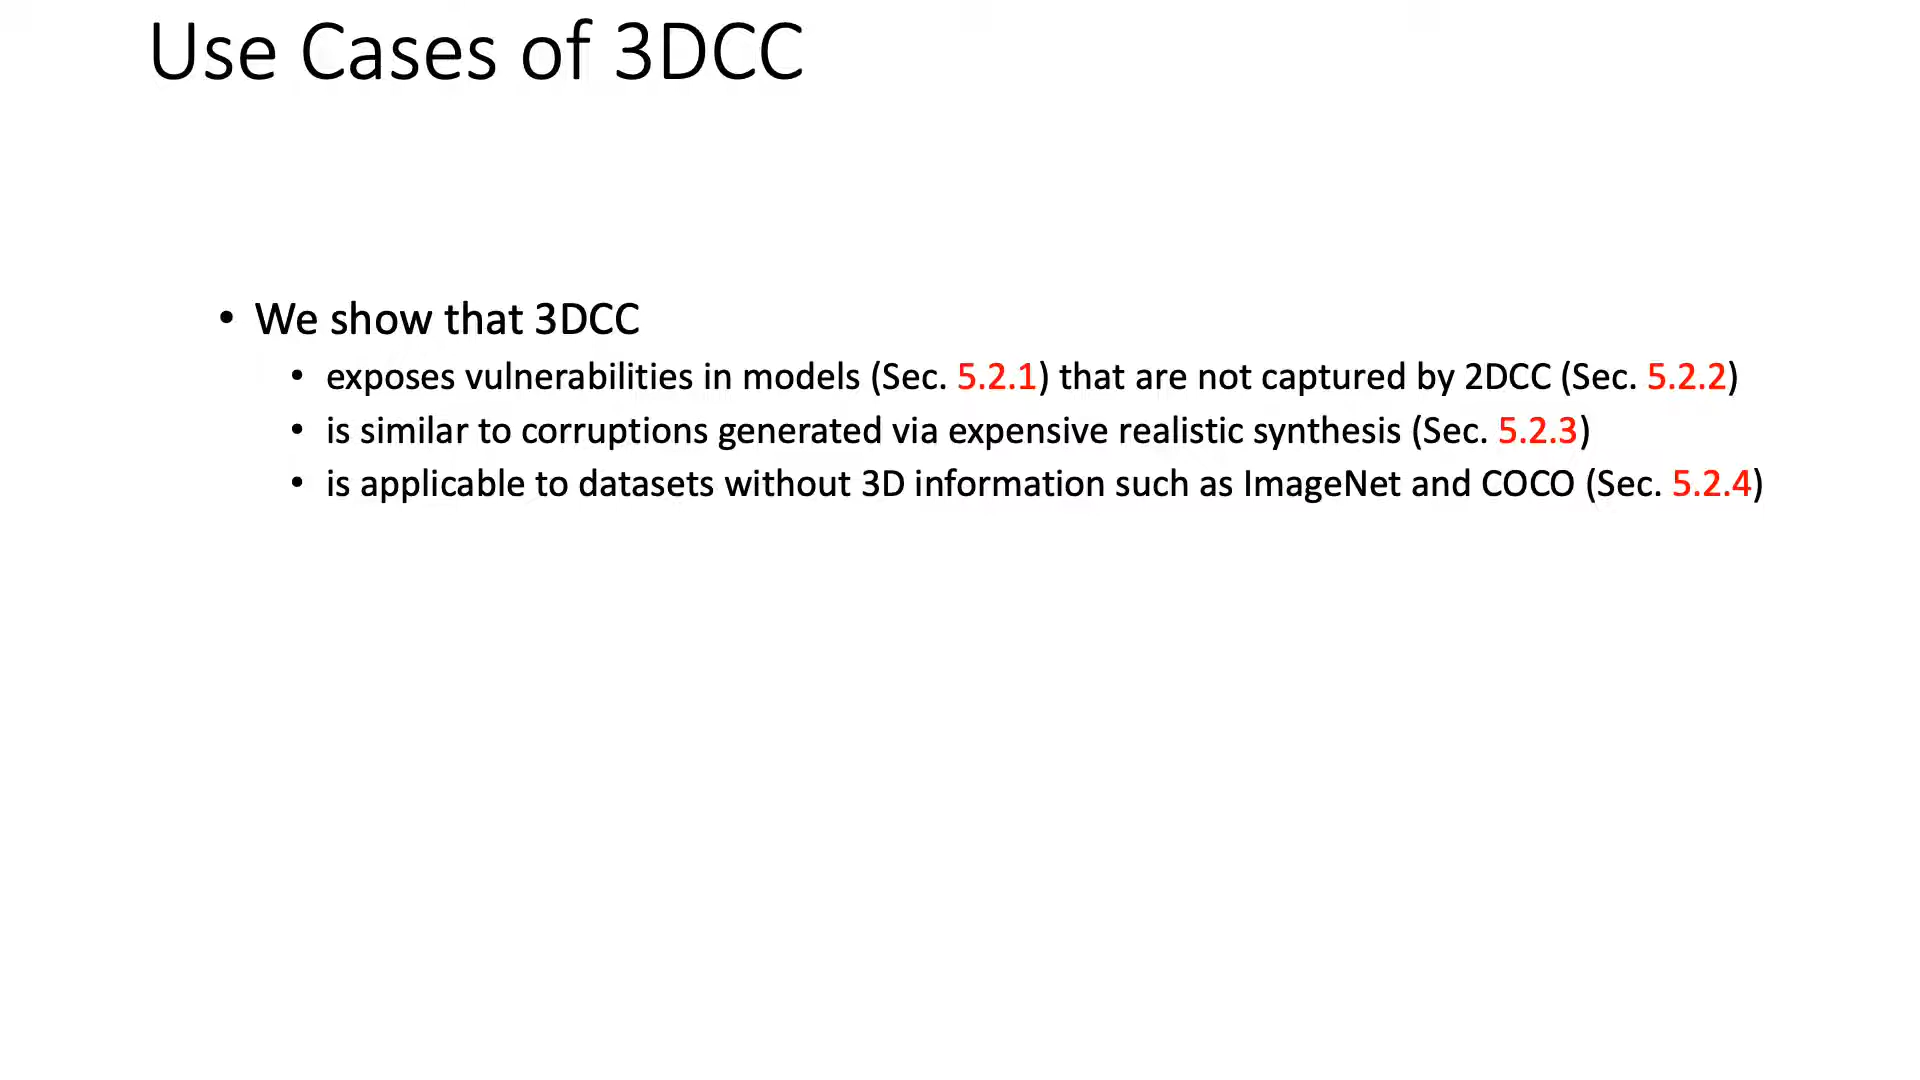 Use Cases of 3DCC
• We show that 3DCC
• exposes vulnerabilities in models (Sec. 5.2.1) that are not captured by 2DCC (Sec. 5.2.2)
• is similar to corruptions generated via expensive realistic synthesis (Sec. 5.2.3)
• is applicable to datasets without 3D information such as ImageNet and COCO (Sec. 5.2.4)